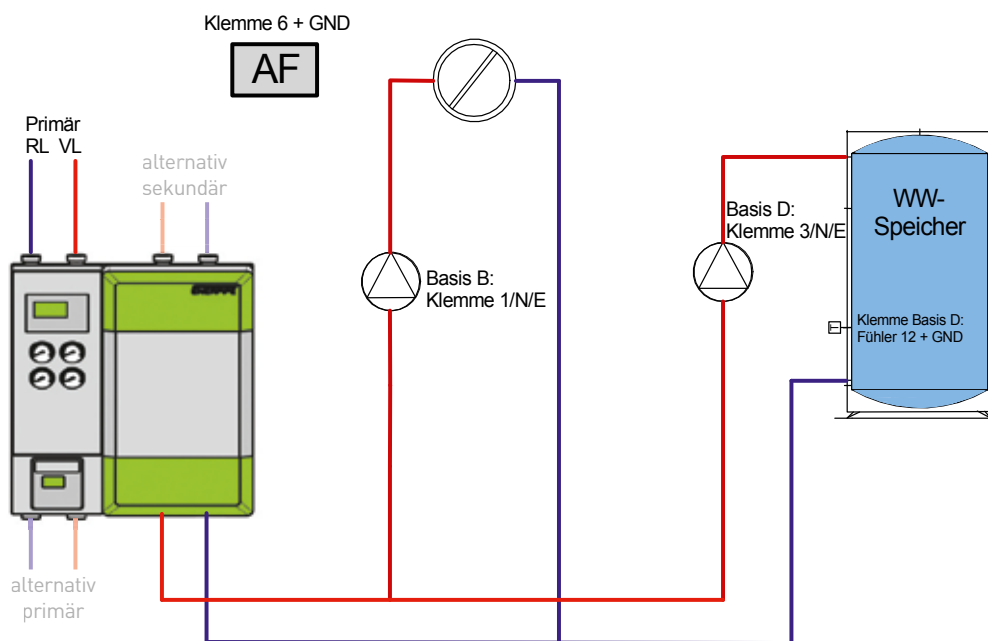 Klemme 6 + GND
AF
Primär
RL VL
alternativ
sekundär
Basis B:
Klemme 1/N/E
Basis D:
Klemme 3/N/E
WW-
Speicher
Klemme Basis D:
Fühler 12 + GND
T
alternativ
primär